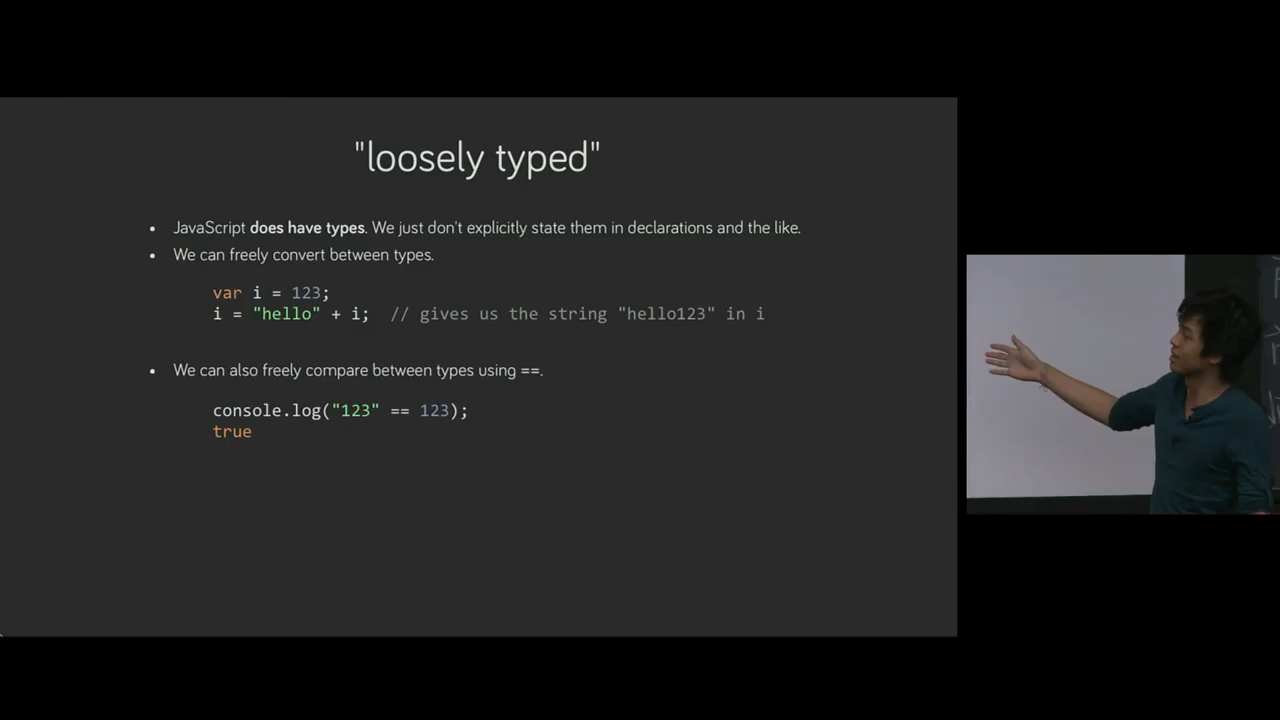 "loosely typed"
• JavaScript does have types. We just don't explicitly state them in declarations and the like.
• We can freely convert between types.
var i = 123;
i = "hello" + i;  // gives us the string "hello123" in i
• We can also freely compare between types using ==.
console.log("123" == 123);
true